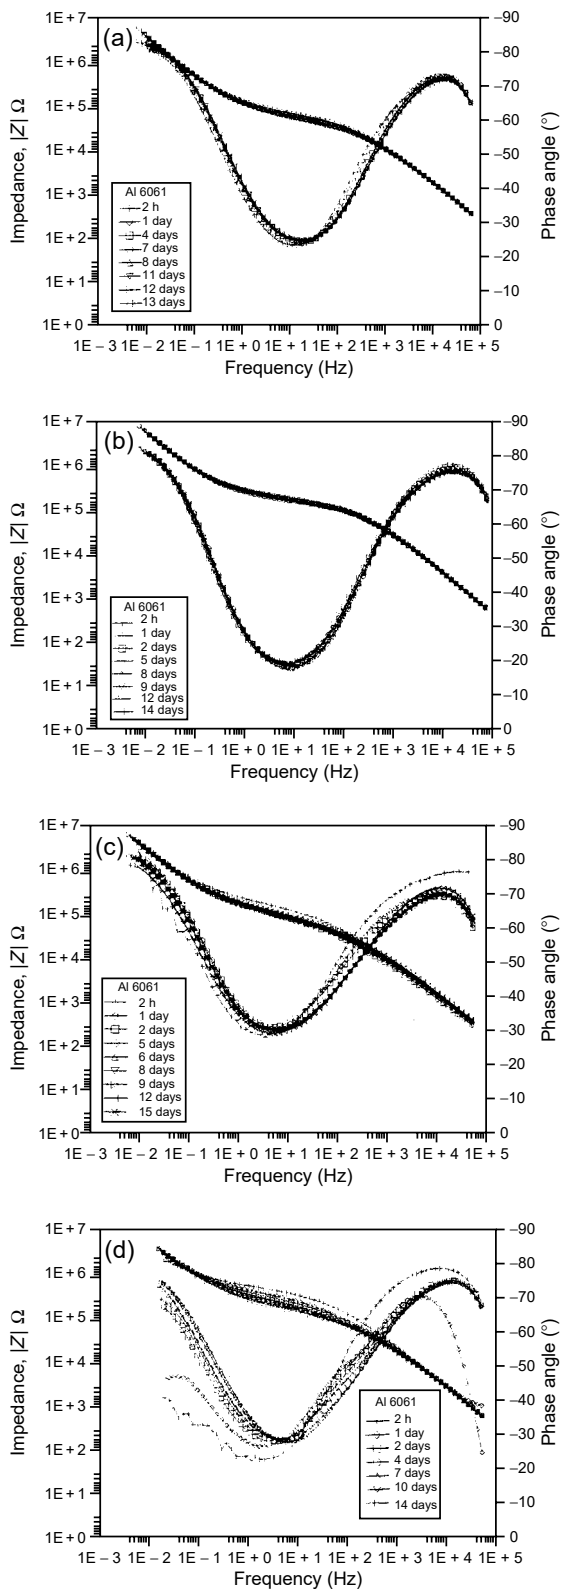 (a)
Impedance, |Z| Ω
1E + 7
1E + 6
1E + 5
1E + 4
1E + 3
1E + 2
1E + 1
1E + 0
–90
–80
–70
–60
–50
–40
–30
–20
–10
0
Phase angle (°)
Al 6061
2 h
1 day
4 days
7 days
8 days
11 days
12 days
13 days
1E – 3 1E – 2 1E – 1 1E + 0 1E + 1 1E + 2 1E + 3 1E + 4 1E + 5
Frequency (Hz)
(b)
Impedance, |Z| Ω
1E + 7
1E + 6
1E + 5
1E + 4
1E + 3
1E + 2
1E + 1
1E + 0
–90
–80
–70
–60
–50
–40
–30
–20
–10
0
Phase angle (°)
Al 6061
2 h
1 day
2 days
5 days
8 days
9 days
12 days
14 days
1E – 3 1E – 2 1E – 1 1E + 0 1E + 1 1E + 2 1E + 3 1E + 4 1E + 5
Frequency (Hz)
(c)
Impedance, |Z| Ω
1E + 7
1E + 6
1E + 5
1E + 4
1E + 3
1E + 2
1E + 1
1E + 0
–90
–80
–70
–60
–50
–40
–30
–20
–10
0
Phase angle (°)
Al 6061
2 h
1 day
2 days
5 days
6 days
8 days
9 days
12 days
15 days
1E – 3 1E – 2 1E – 1 1E + 0 1E + 1 1E + 2 1E + 3 1E + 4 1E + 5
Frequency (Hz)
(d)
Impedance, |Z| Ω
1E + 7
1E + 6
1E + 5
1E + 4
1E + 3
1E + 2
1E + 1
1E + 0
–90
–80
–70
–60
–50
–40
–30
–20
–10
0
Phase angle (°)
Al 6061
2 h
1 day
2 days
4 days
7 days
10 days
14 days
1E – 3 1E – 2 1E – 1 1E + 0 1E + 1 1E + 2 1E + 3 1E + 4 1E + 5
Frequency (Hz)